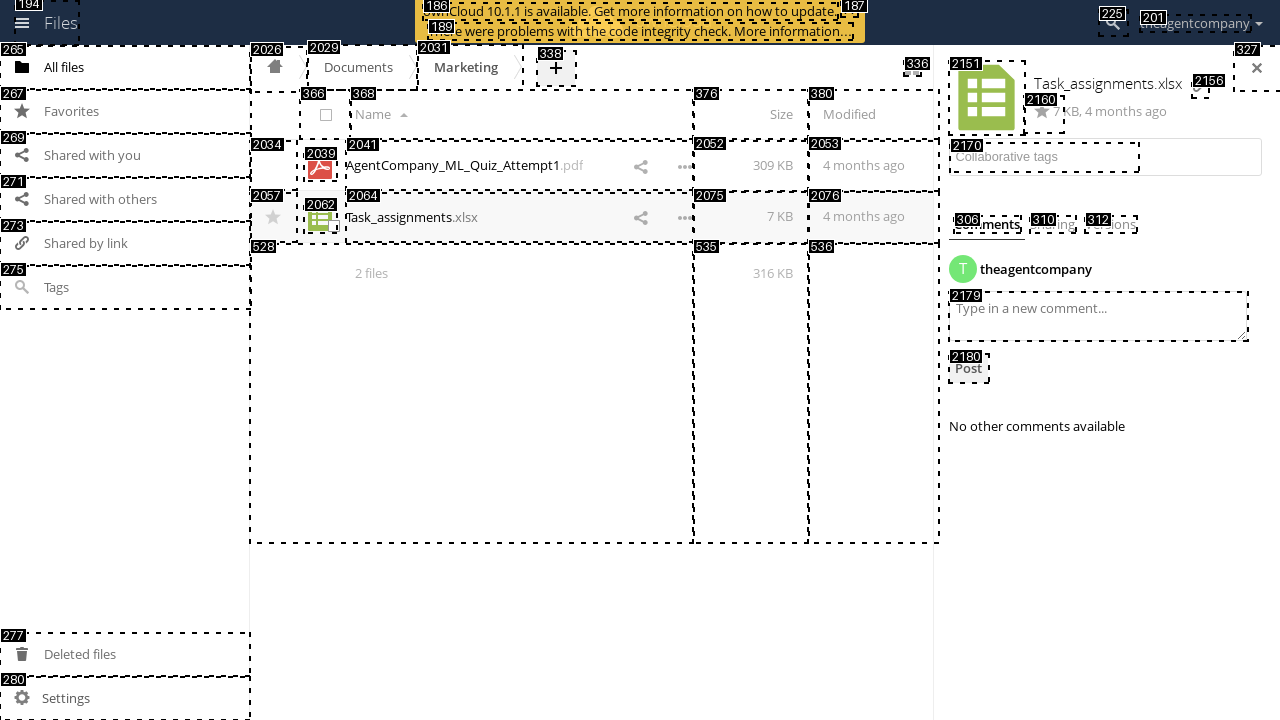 194
Files
186
ownCloud 10.1.1 is available. Get more information on how to update.
187
189
There were problems with the code integrity check. More information…
225
201
theagentcompany
265
All files
267
Favorites
269
Shared with you
271
Shared with others
273
Shared by link
275
Tags
277
Deleted files
280
Settings
2026
2029
Documents
2031
Marketing
338
+
336
366
368
Name
376
Size
380
Modified
2034
2039
2041
AgentCompany_ML_Quiz_Attempt1.pdf
2052
309 KB
2053
4 months ago
2057
2062
2064
Task_assignments.xlsx
2075
7 KB
2076
4 months ago
528
2 files
535
316 KB
536
327
2151
Task_assignments.xlsx
2156
2160
7 KB, 4 months ago
2170
Collaborative tags
306
Comments
310
Sharing
312
Versions
T
theagentcompany
2179
Type in a new comment...
2180
Post
No other comments available